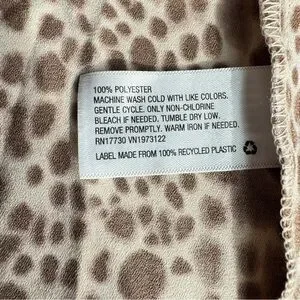 100% POLYESTER
MACHINE WASH COLD WITH LIKE COLORS.
GENTLE CYCLE. ONLY NON-CHLORINE
BLEACH IF NEEDED. TUMBLE DRY LOW.
REMOVE PROMPTLY. WARM IRON IF NEEDED.
RN17730 VN1973122
LABEL MADE FROM 100% RECYCLED PLASTIC